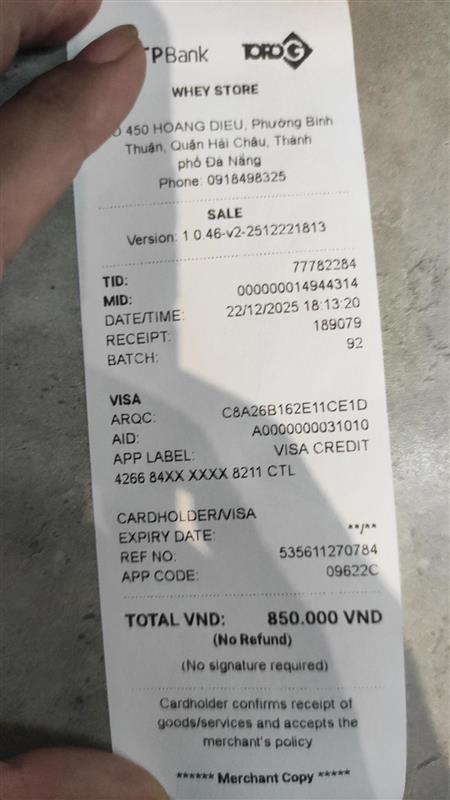 TPBank TORO G
WHEY STORE
450 HOANG DIEU, Phường Bình
Thuận, Quận Hải Châu, Thành
phố Đà Nẵng
Phone: 0918498325
SALE
Version: 1.0.46-v2-2512221813
TID: 77782284
MID: 000000014944314
DATE/TIME: 22/12/2025 18:13:20
RECEIPT: 189079
BATCH: 92
VISA
ARQC: C8A26B162E11CE1D
AID: A0000000031010
APP LABEL: VISA CREDIT
4266 84XX XXXX 8211 CTL
CARDHOLDER/VISA
EXPIRY DATE: **/**
REF NO: 535611270784
APP CODE: 09622C
TOTAL VND: 850.000 VND
(No Refund)
(No signature required)
Cardholder confirms receipt of
goods/services and accepts the
merchant's policy
****** Merchant Copy *****